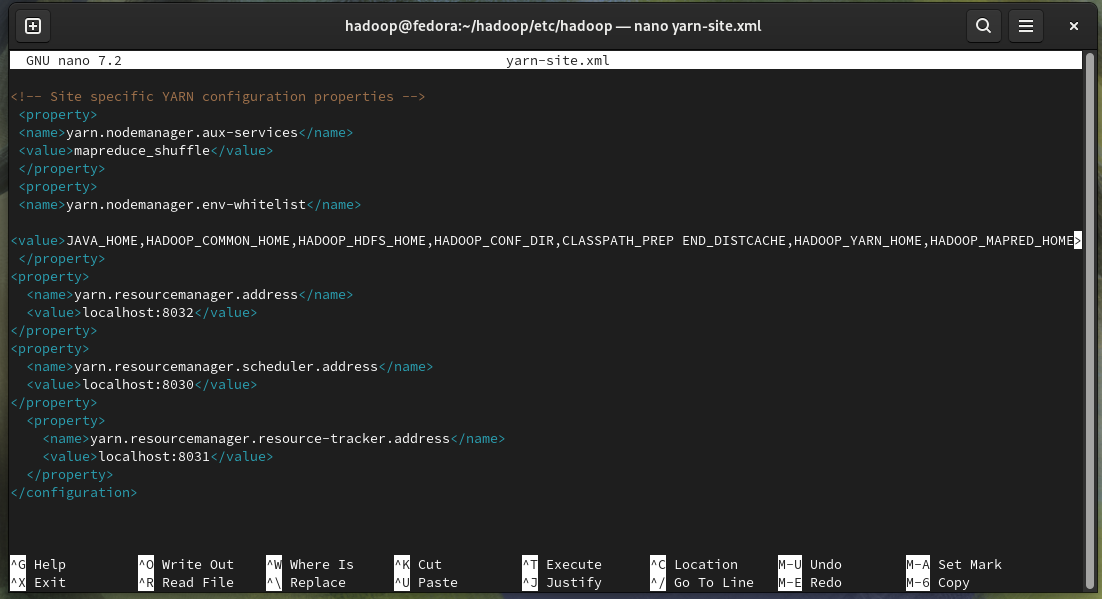 hadoop@fedora:~/hadoop/etc/hadoop — nano yarn-site.xml
GNU nano 7.2 yarn-site.xml
<!-- Site specific YARN configuration properties -->
<property>
<name>yarn.nodemanager.aux-services</name>
<value>mapreduce_shuffle</value>
</property>
<property>
<name>yarn.nodemanager.env-whitelist</name>
<value>JAVA_HOME,HADOOP_COMMON_HOME,HADOOP_HDFS_HOME,HADOOP_CONF_DIR,CLASSPATH_PREP END_DISTCACHE,HADOOP_YARN_HOME,HADOOP_MAPRED_HOME>
</property>
<property>
<name>yarn.resourcemanager.address</name>
<value>localhost:8032</value>
</property>
<property>
<name>yarn.resourcemanager.scheduler.address</name>
<value>localhost:8030</value>
</property>
<property>
<name>yarn.resourcemanager.resource-tracker.address</name>
<value>localhost:8031</value>
</property>
</configuration>
^G Help ^O Write Out ^W Where Is ^K Cut ^T Execute ^C Location M-U Undo M-A Set Mark
^X Exit ^R Read File ^\ Replace ^U Paste ^J Justify ^/ Go To Line M-E Redo M-6 Copy